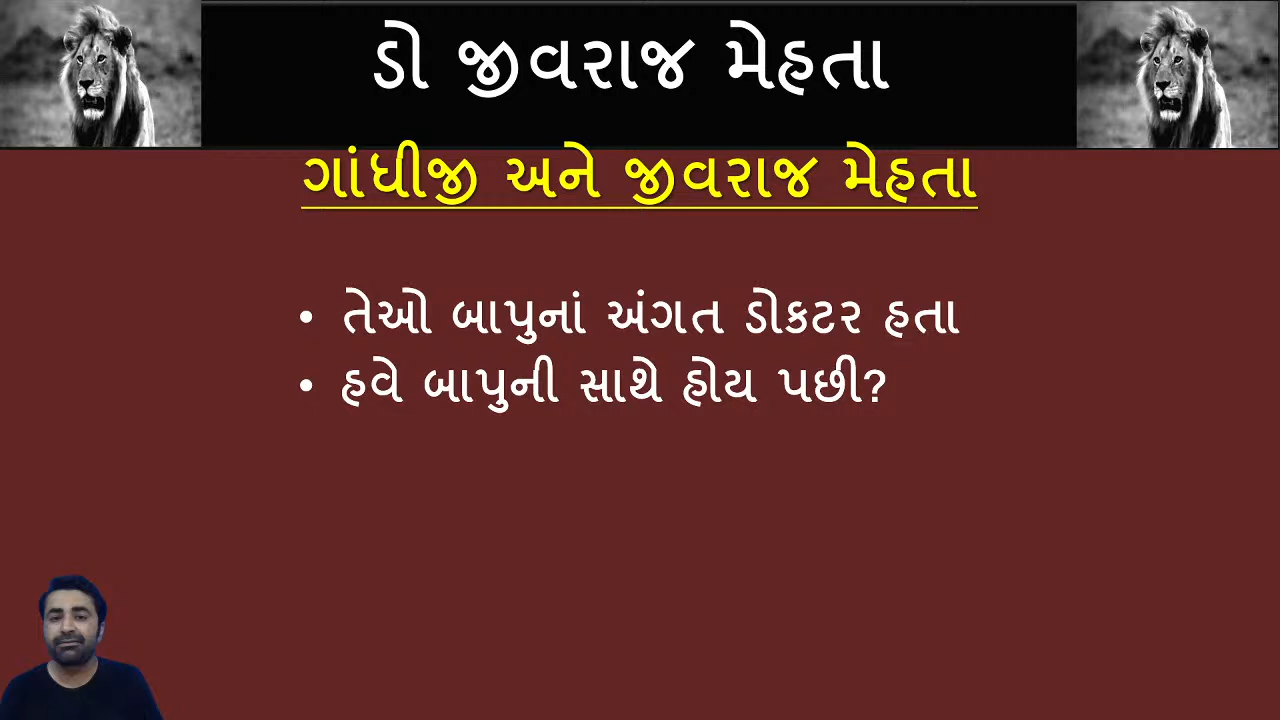 ડો જીવરાજ મેહતા
ગાંધીજી અને જીવરાજ મેહતા
• તેઓ બાપુનાં અંગત ડોકટર હતા
• હવે બાપુની સાથે હોય પછી?